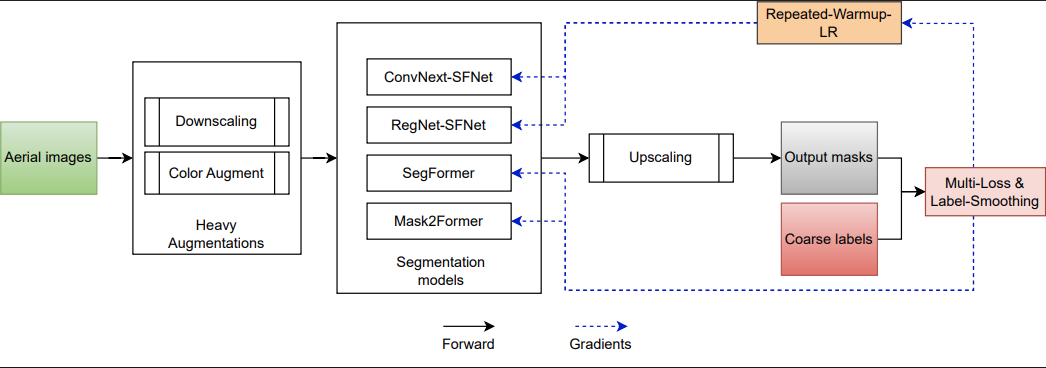 Repeated-Warmup-
LR
ConvNext-SFNet
RegNet-SFNet
SegFormer
Mask2Former
Segmentation
models
Aerial images
Downscaling
Color Augment
Heavy
Augmentations
Upscaling
Output masks
Coarse labels
Multi-Loss &
Label-Smoothing
Forward
Gradients